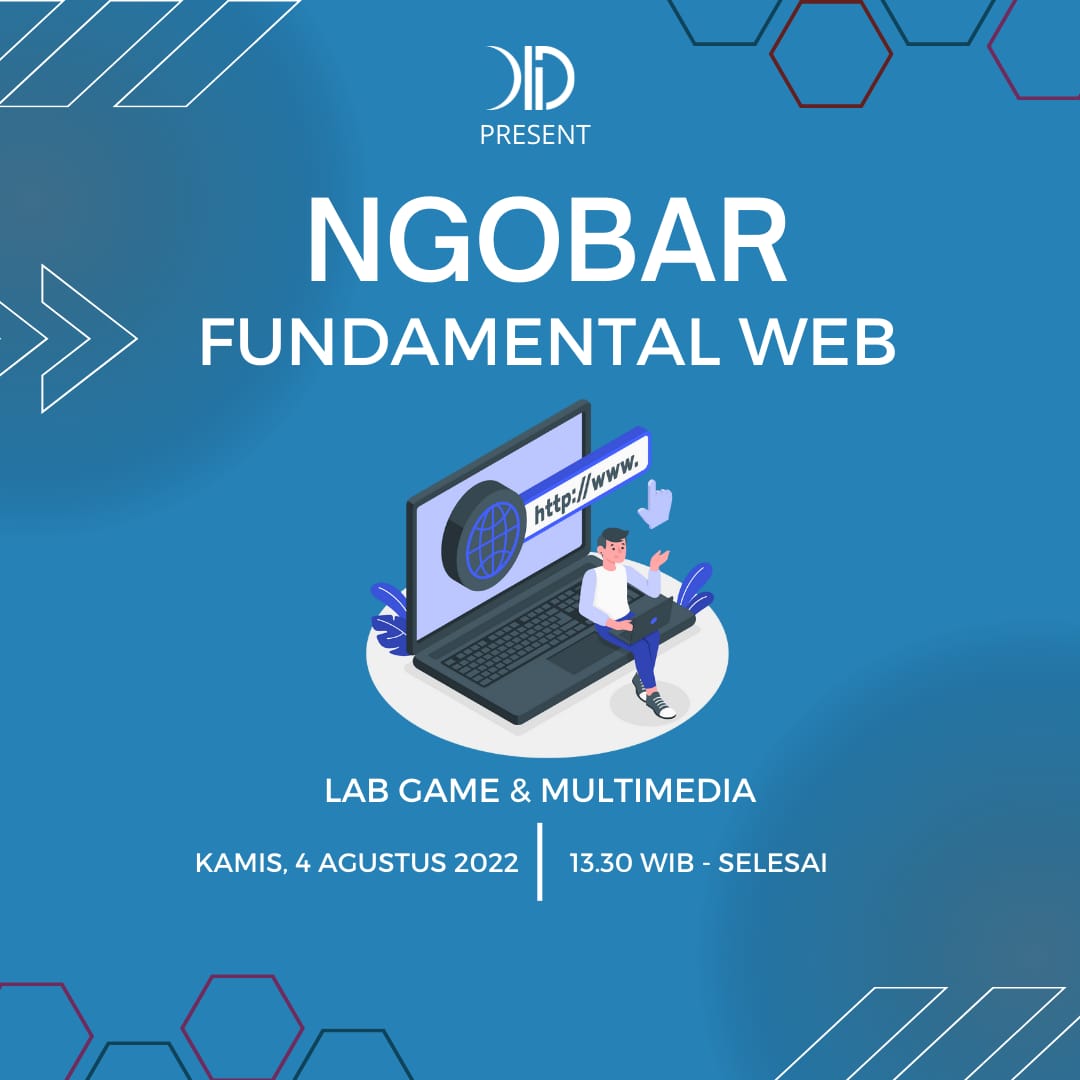 PRESENT
NGOBAR
FUNDAMENTAL WEB
http://www.
LAB GAME & MULTIMEDIA
KAMIS, 4 AGUSTUS 2022
13.30 WIB - SELESAI